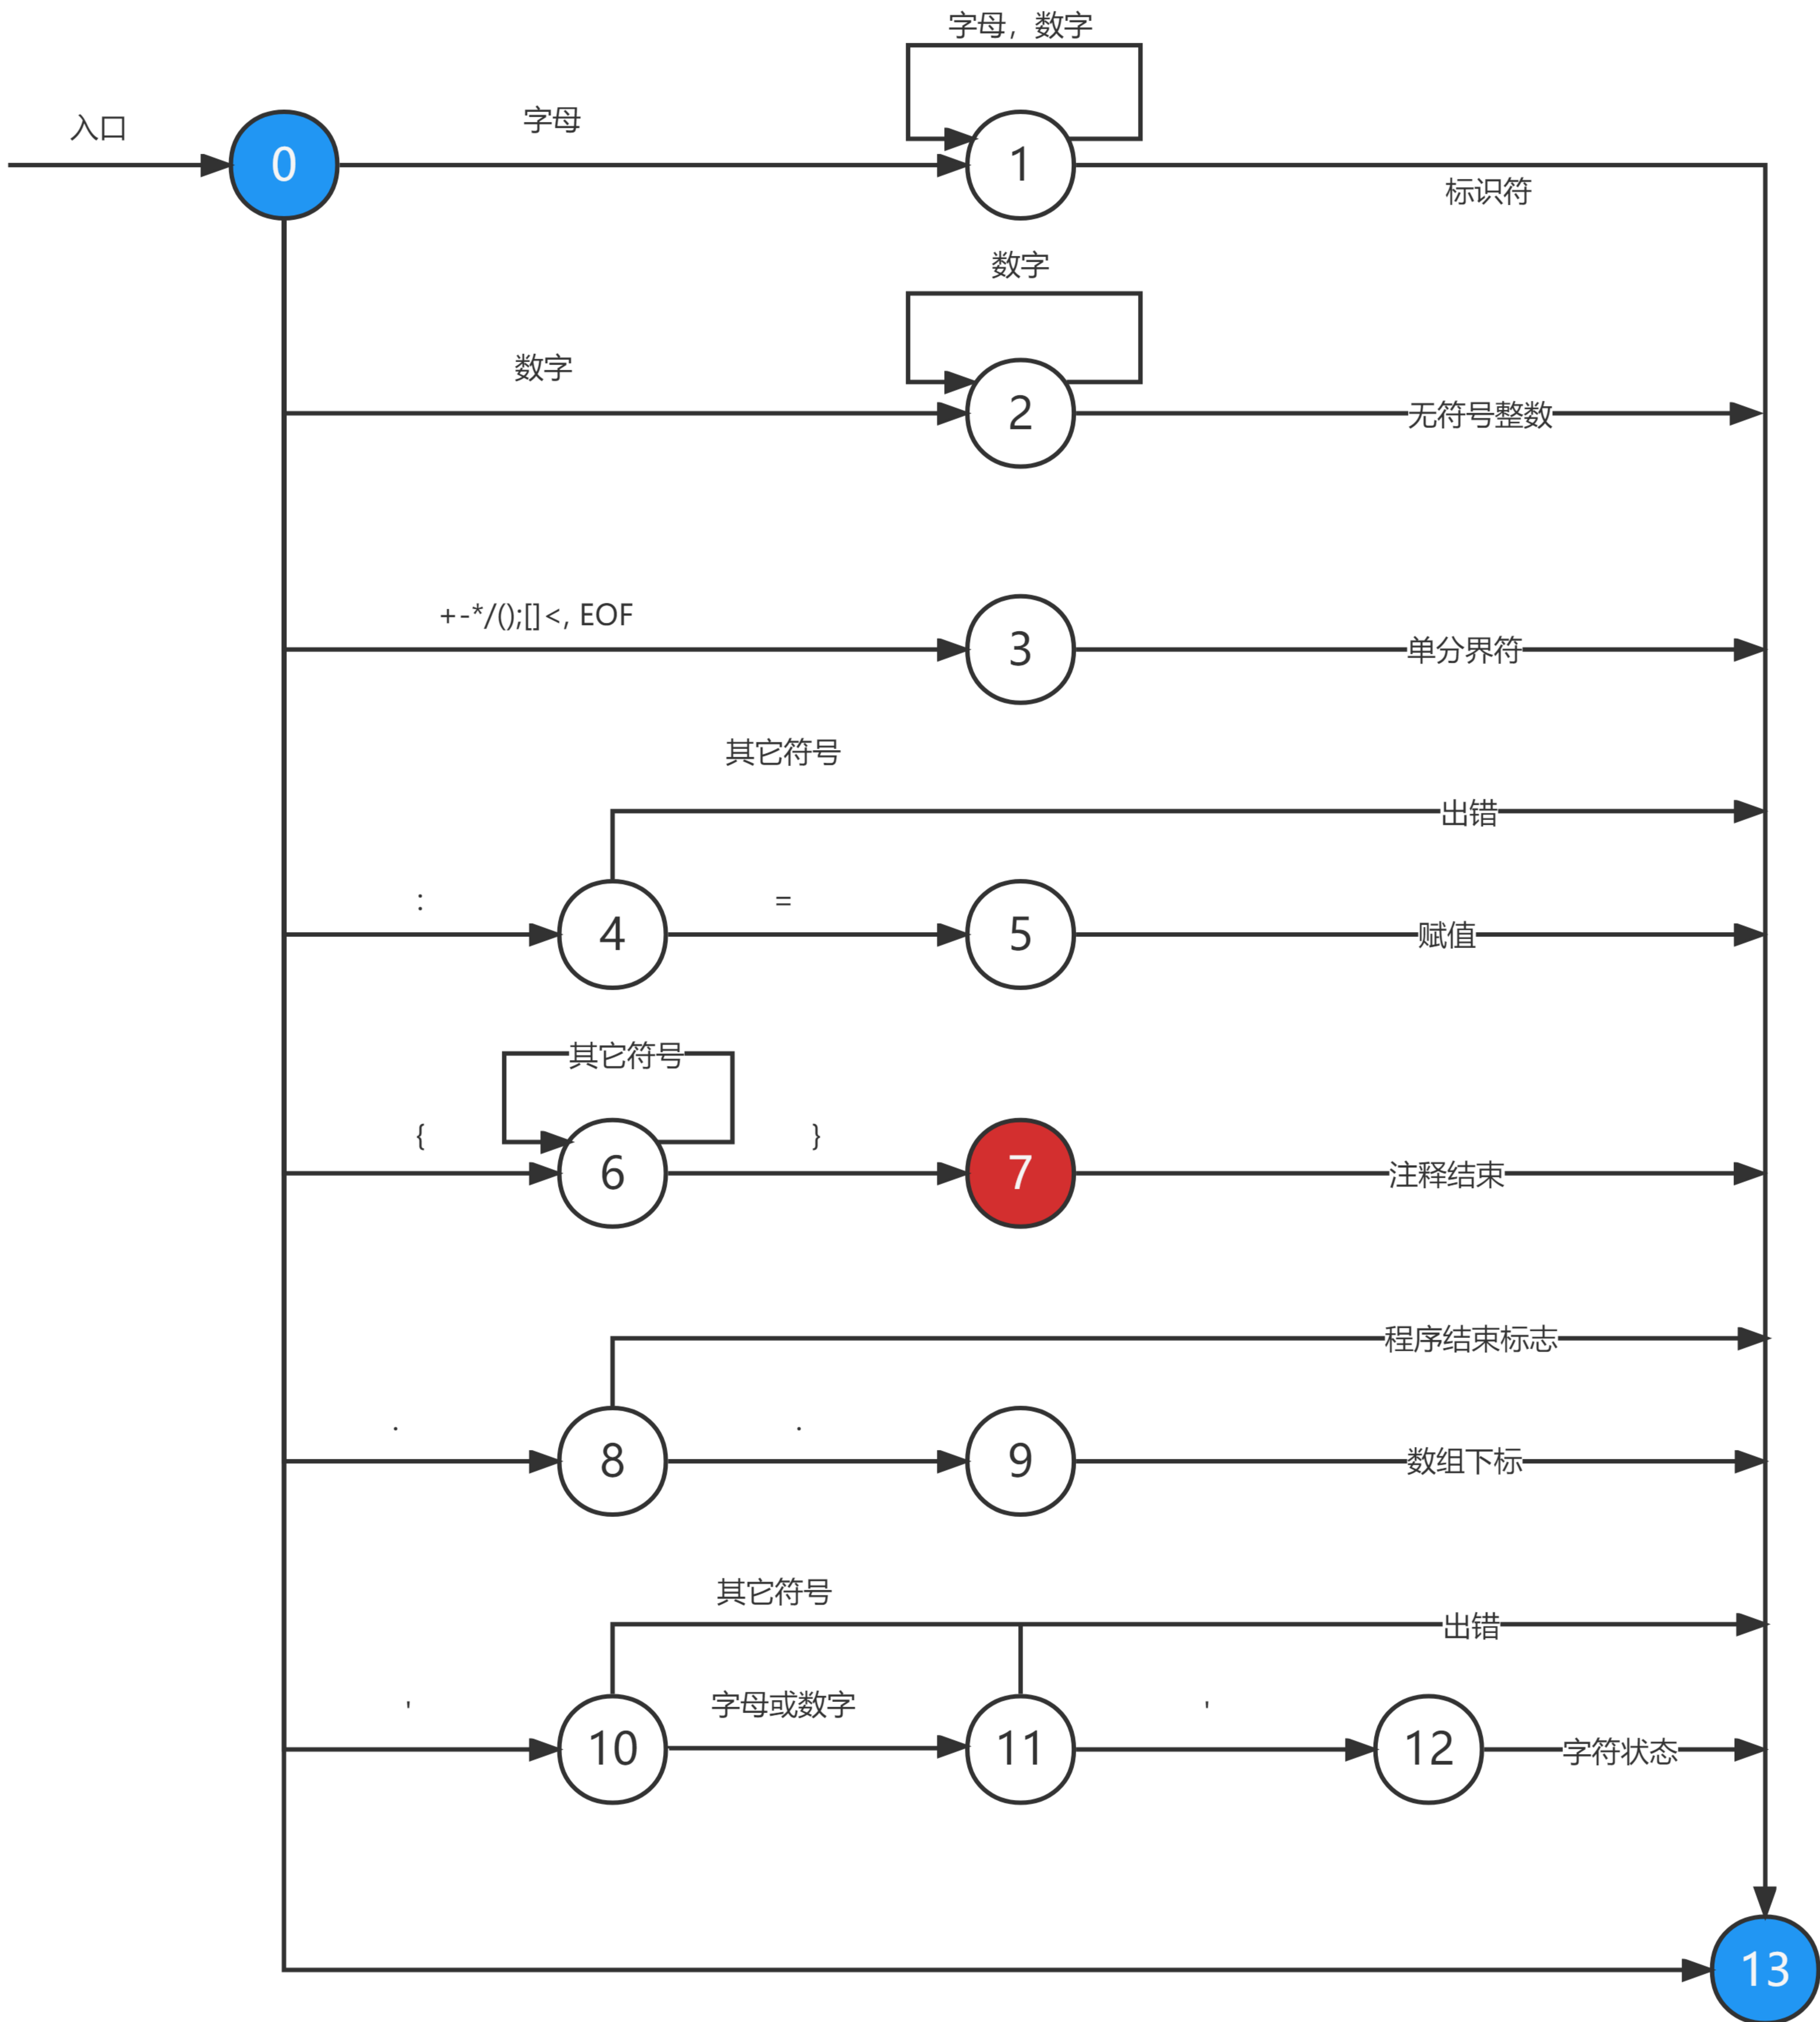 字母，数字
入口
字母
0
1
标识符
数字
数字
2
无符号整数
+-*/();[]<, EOF
3
单分界符
其它符号
出错
:
=
4
5
赋值
其它符号
{
}
6
7
注释结束
程序结束标志
.
.
8
9
数组下标
其它符号
出错
'
字母或数字
'
10
11
12
字符状态
13